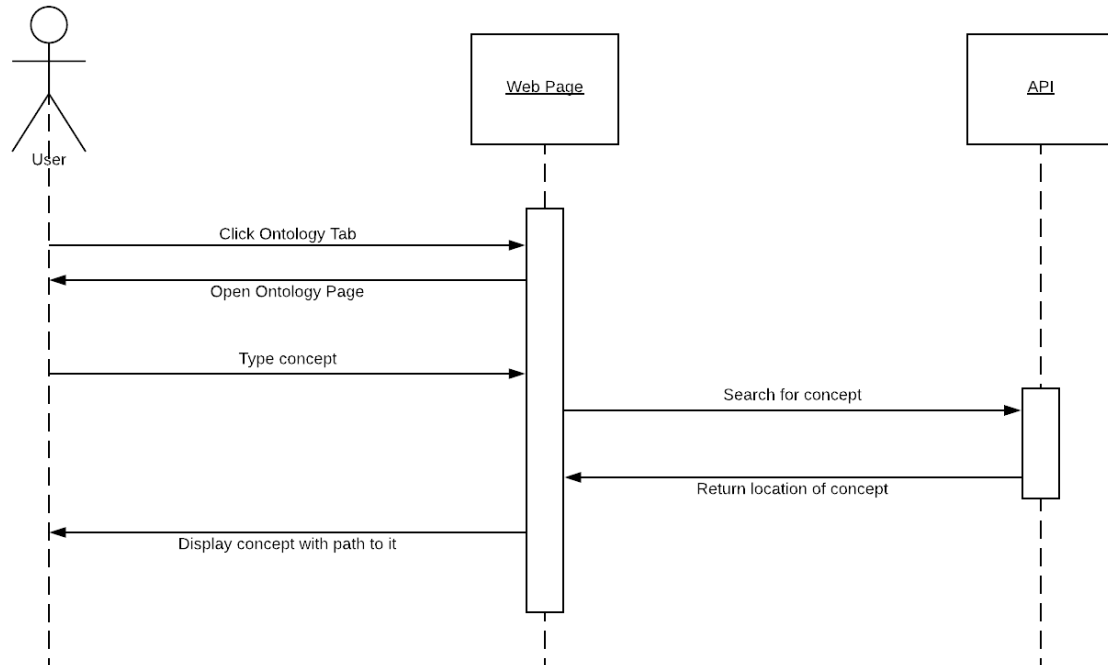 Web Page
API
User
Click Ontology Tab
Open Ontology Page
Type concept
Search for concept
Return location of concept
Display concept with path to it